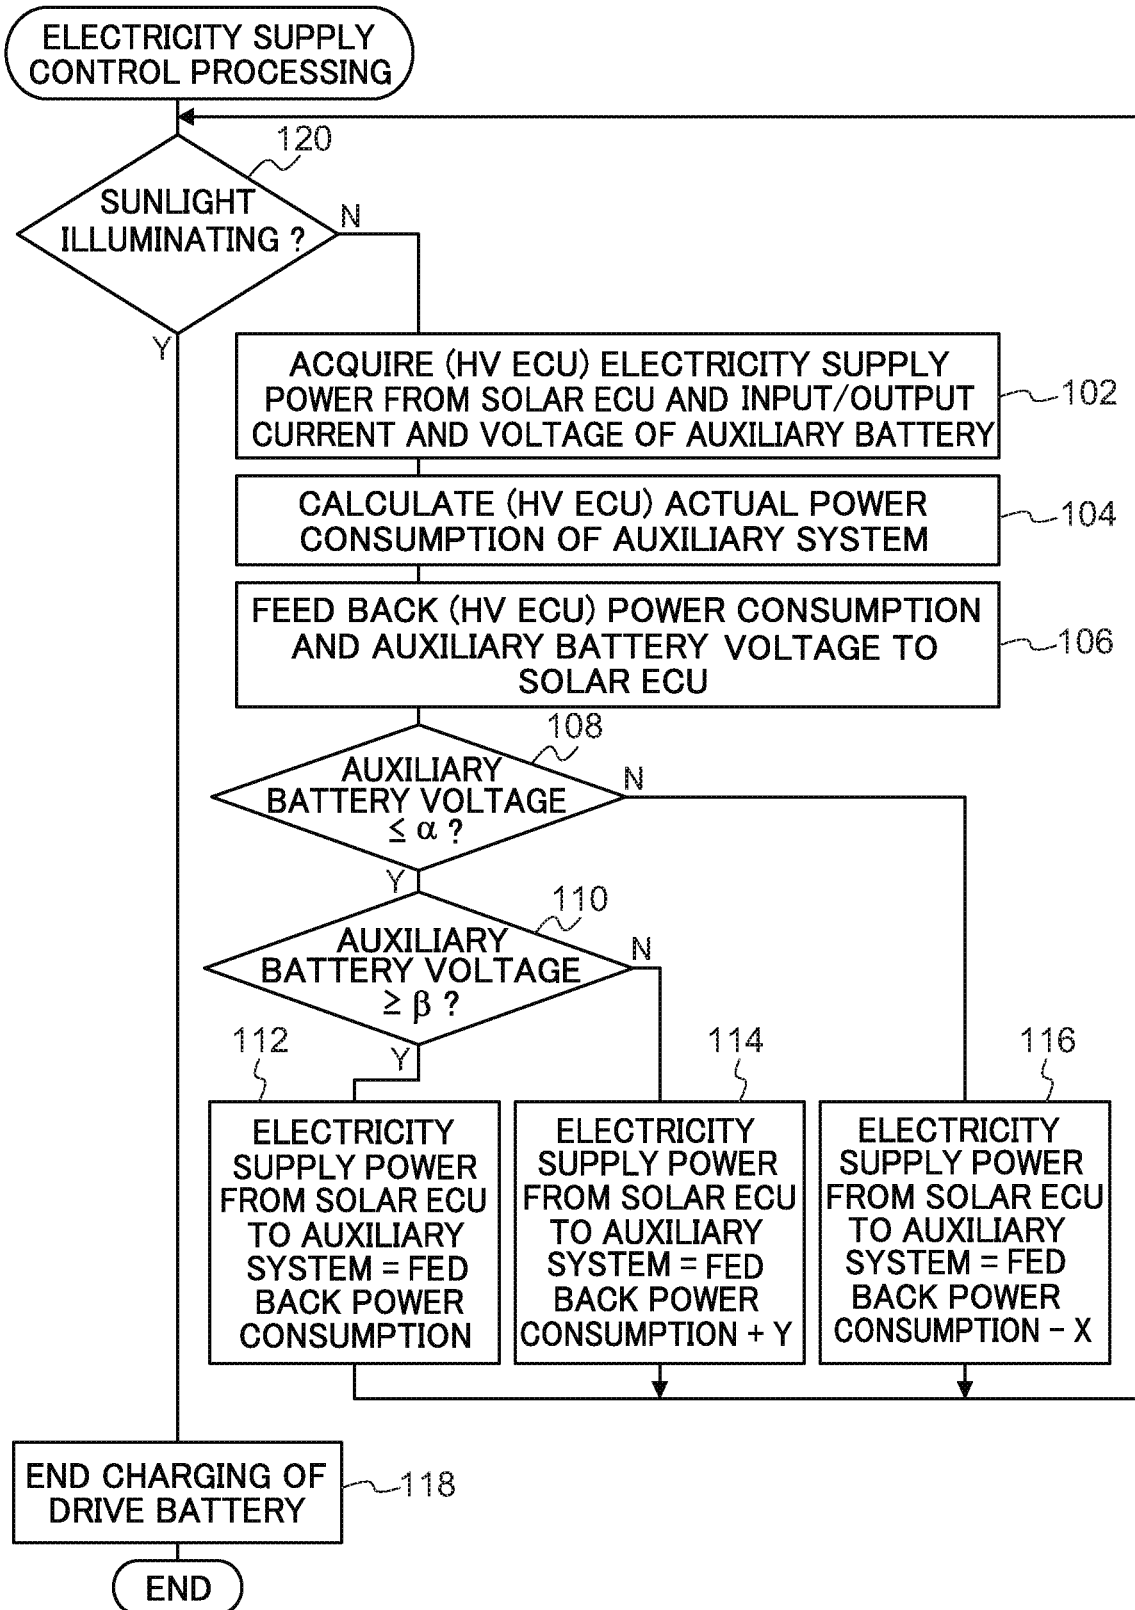 ELECTRICITY SUPPLY
CONTROL PROCESSING
120
SUNLIGHT
ILLUMINATING ?
N
Y
ACQUIRE (HV ECU) ELECTRICITY SUPPLY
POWER FROM SOLAR ECU AND INPUT/OUTPUT
CURRENT AND VOLTAGE OF AUXILIARY BATTERY
102
CALCULATE (HV ECU) ACTUAL POWER
CONSUMPTION OF AUXILIARY SYSTEM
104
FEED BACK (HV ECU) POWER CONSUMPTION
AND AUXILIARY BATTERY VOLTAGE TO
SOLAR ECU
106
108
AUXILIARY
BATTERY VOLTAGE
≤ α ?
N
Y
110
AUXILIARY
BATTERY VOLTAGE
≥ β ?
N
Y
112
ELECTRICITY
SUPPLY POWER
FROM SOLAR ECU
TO AUXILIARY
SYSTEM = FED
BACK POWER
CONSUMPTION
114
ELECTRICITY
SUPPLY POWER
FROM SOLAR ECU
TO AUXILIARY
SYSTEM = FED
BACK POWER
CONSUMPTION + Y
116
ELECTRICITY
SUPPLY POWER
FROM SOLAR ECU
TO AUXILIARY
SYSTEM = FED
BACK POWER
CONSUMPTION - X
END CHARGING OF
DRIVE BATTERY
118
END